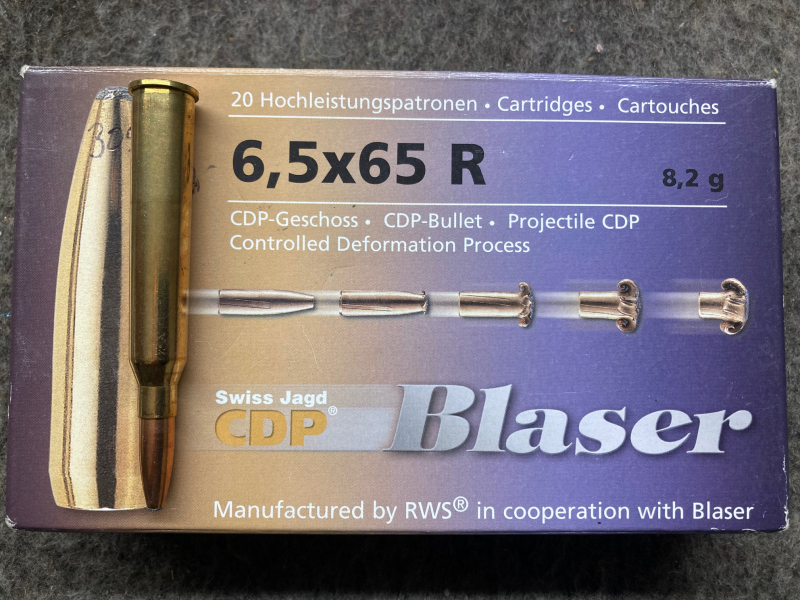 20 Hochleistungspatronen • Cartridges • Cartouches
6,5x65 R
8,2 g
CDP-Geschoss • CDP-Bullet • Projectile CDP
Controlled Deformation Process
Swiss Jagd
CDP®
Blaser
Manufactured by RWS® in cooperation with Blaser